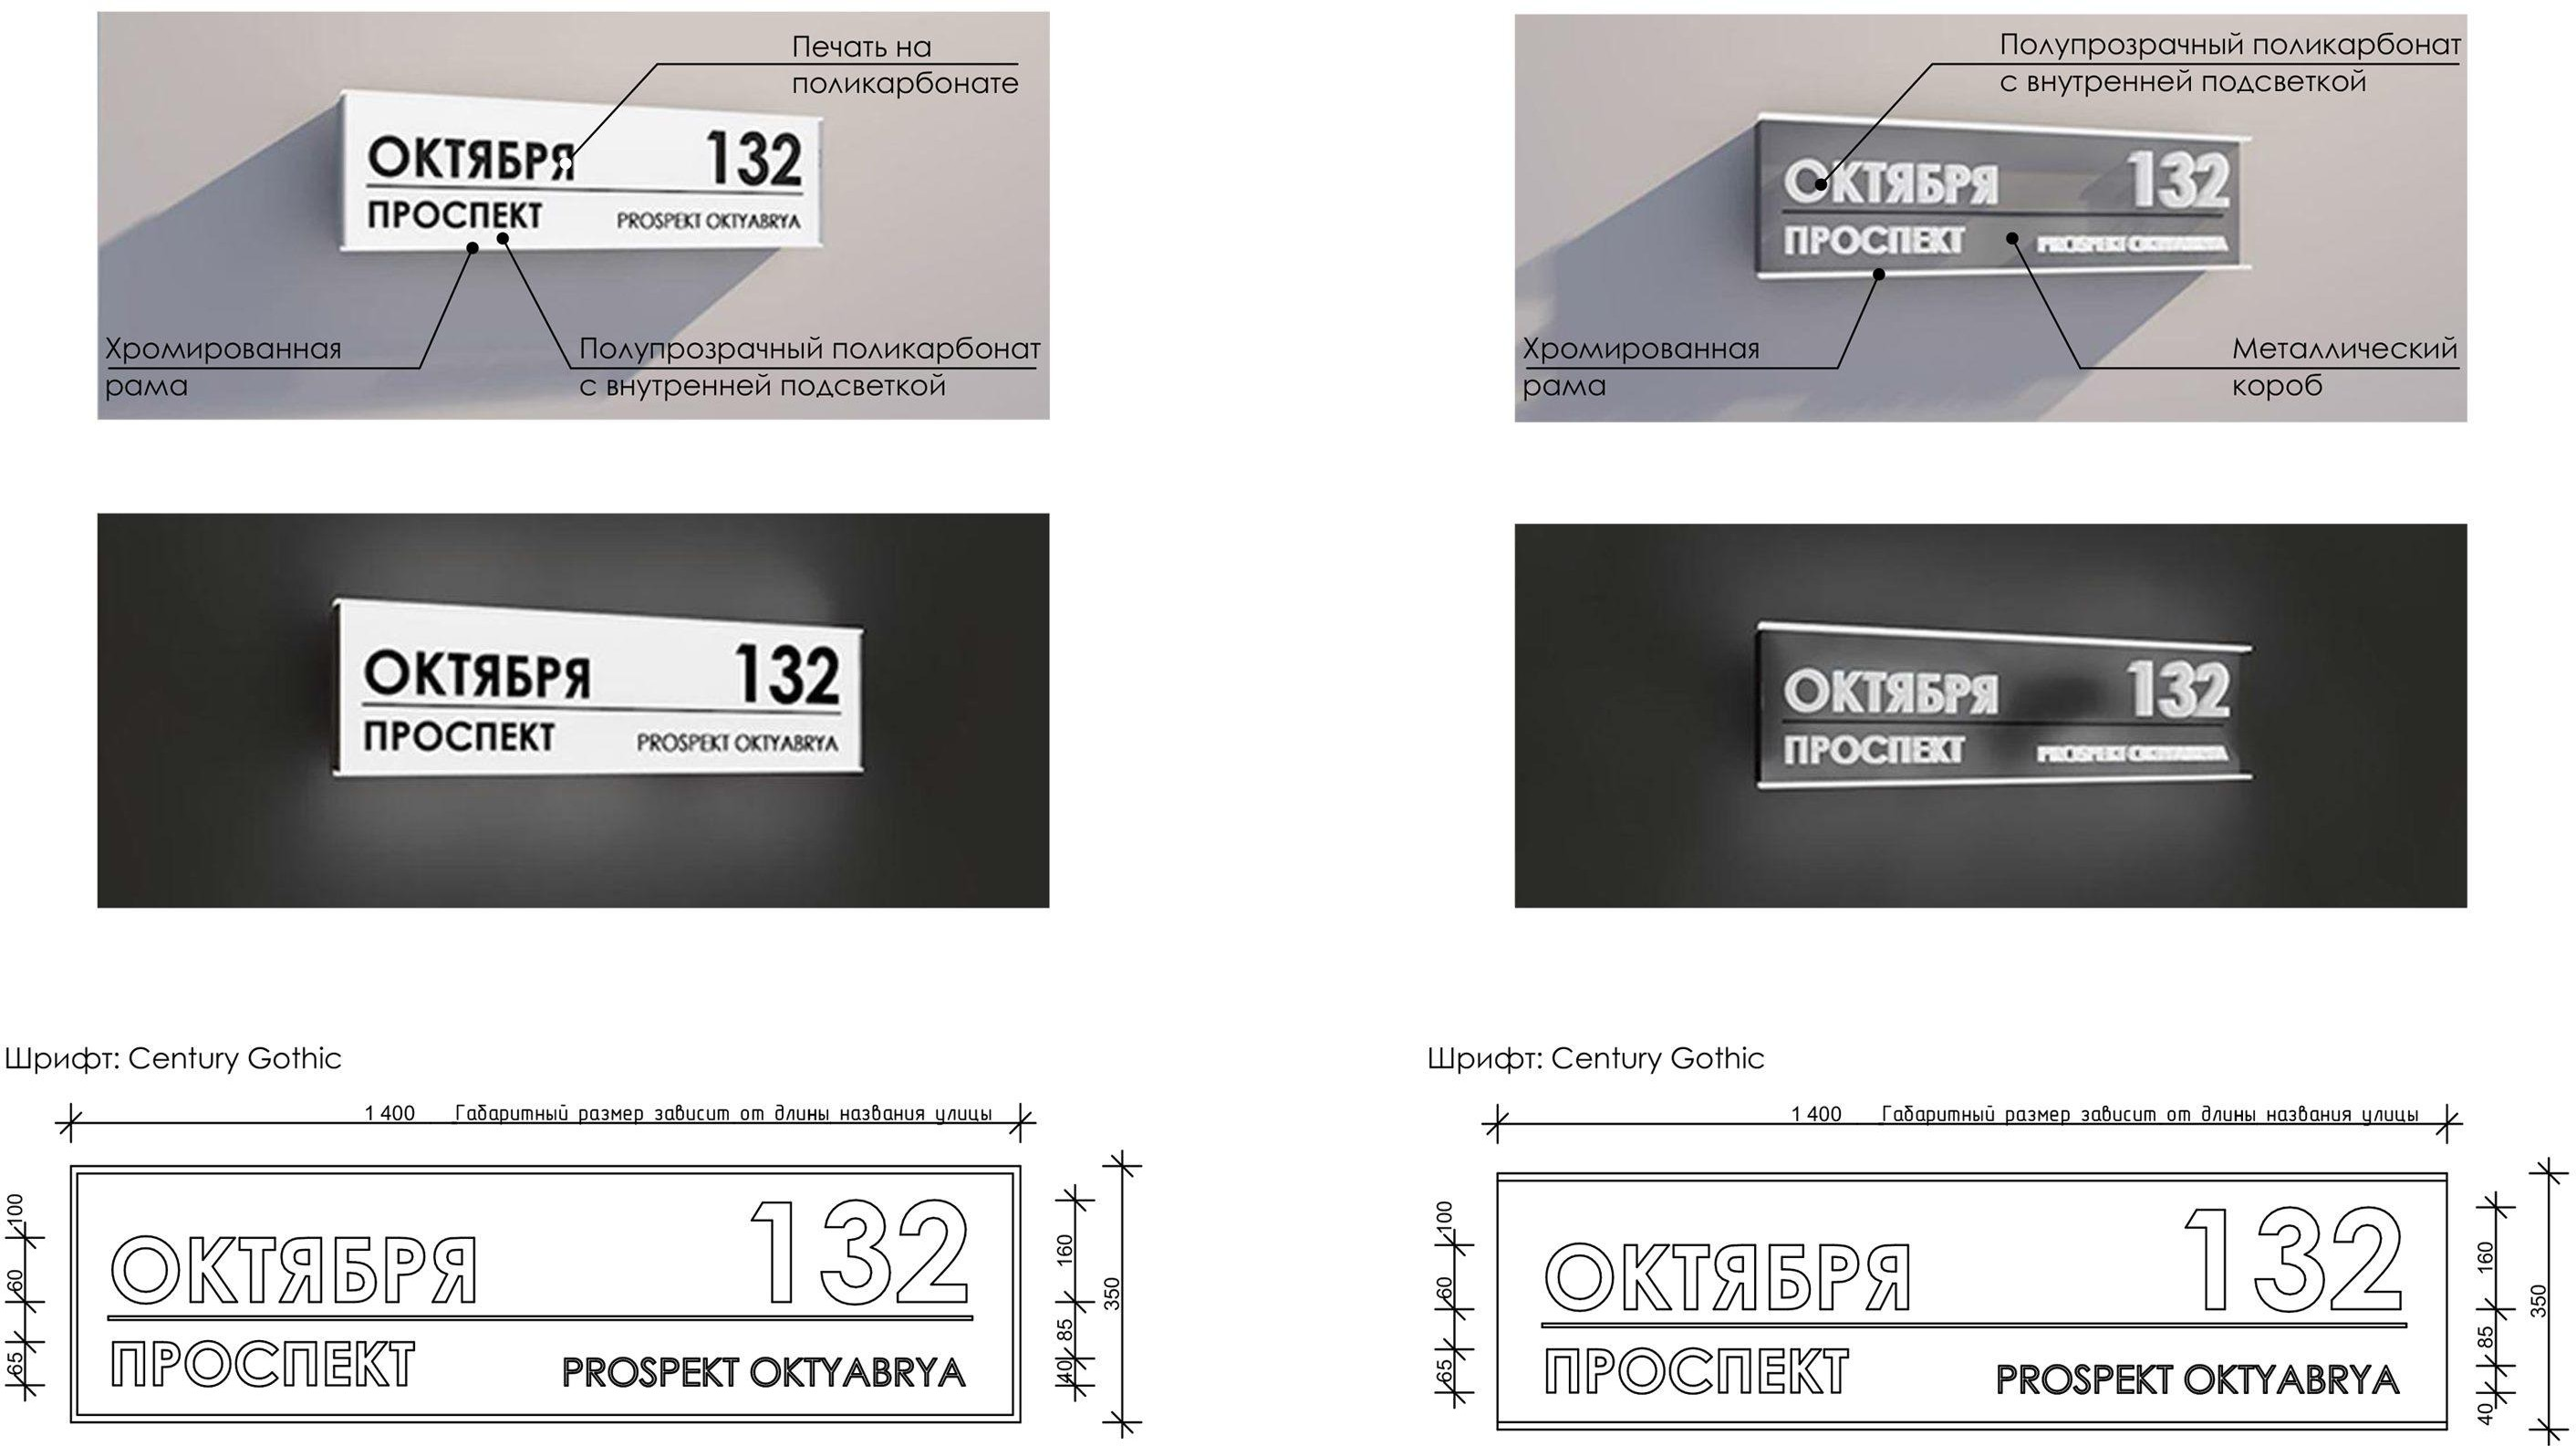 Печать на
поликарбонате
ОКТЯБРЯ 132
ПРОСПЕКТ PROSPEKT OKTYABRYA
Хромированная
рама
Полупрозрачный поликарбонат
с внутренней подсветкой
Полупрозрачный поликарбонат
с внутренней подсветкой
ОКТЯБРЯ 132
ПРОСПЕКТ PROSPEKT OKTYABRYA
Хромированная
рама
Металлический
короб
ОКТЯБРЯ 132
ПРОСПЕКТ PROSPEKT OKTYABRYA
ОКТЯБРЯ 132
ПРОСПЕКТ PROSPEKT OKTYABRYA
Шрифт: Century Gothic
1 400 Габаритный размер зависит от длины названия улицы
100
60
65
ОКТЯБРЯ 132
ПРОСПЕКТ PROSPEKT OKTYABRYA
160
85
40
350
Шрифт: Century Gothic
1 400 Габаритный размер зависит от длины названия улицы
100
60
65
ОКТЯБРЯ 132
ПРОСПЕКТ PROSPEKT OKTYABRYA
160
85
40
350